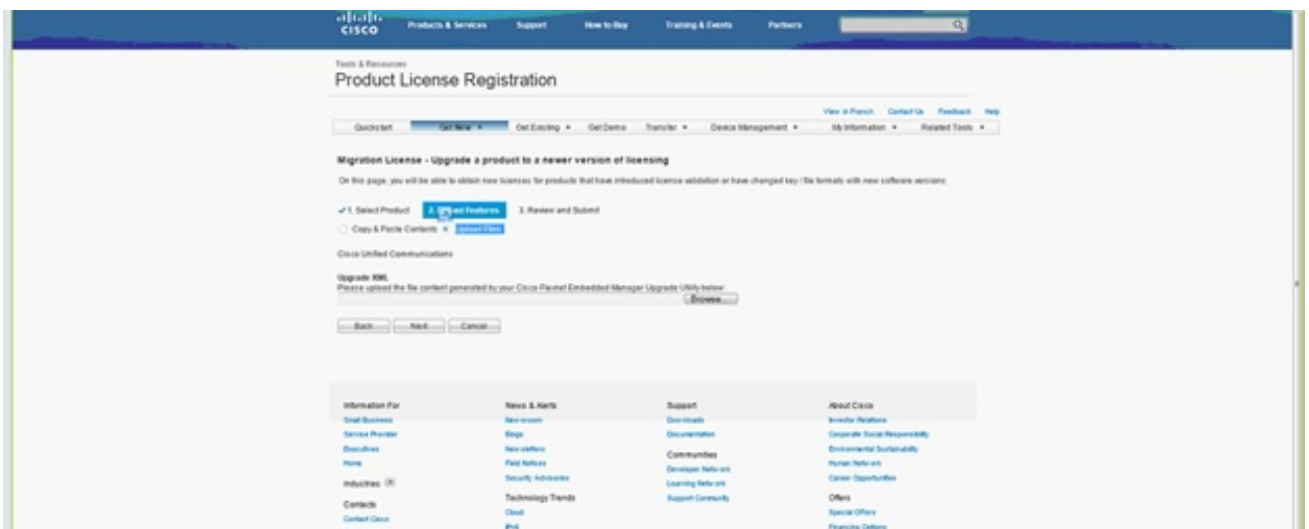 CISCO
Products & Services Support How to Buy Training & Events Partners
Tools & Resources
Product License Registration
View in French Contact Us Feedback Help
Quickstart Get New Get Existing Get Demo Transfer Device Management My Information Related Tools
Migration License - Upgrade a product to a newer version of licensing
On this page, you will be able to obtain new licenses for products that have introduced license validation or have changed key / file formats with new software versions.
1. Select Product 2. Features 3. Review and Submit
Copy & Paste Contents Upload Files
Cisco Unified Communications
Upgrade XML
Please upload the file content generated by your Cisco Flexnet Embedded Manager Upgrade Utility below:
Browse...
Back Next Cancel
Information For News & Alerts Support About Cisco
Small Business Newsroom Downloads Investor Relations
Service Provider Blogs Documentation Corporate Social Responsibility
Executives Newsletters Environmental Sustainability
Communities
Home Field Notices Human Network
Developer Network
Security Advisories Career Opportunities
Industries Learning Network
Technology Trends Support Community Offers
Contacts
Cloud Special Offers
Contact Cisco
IPv6 Financing Options